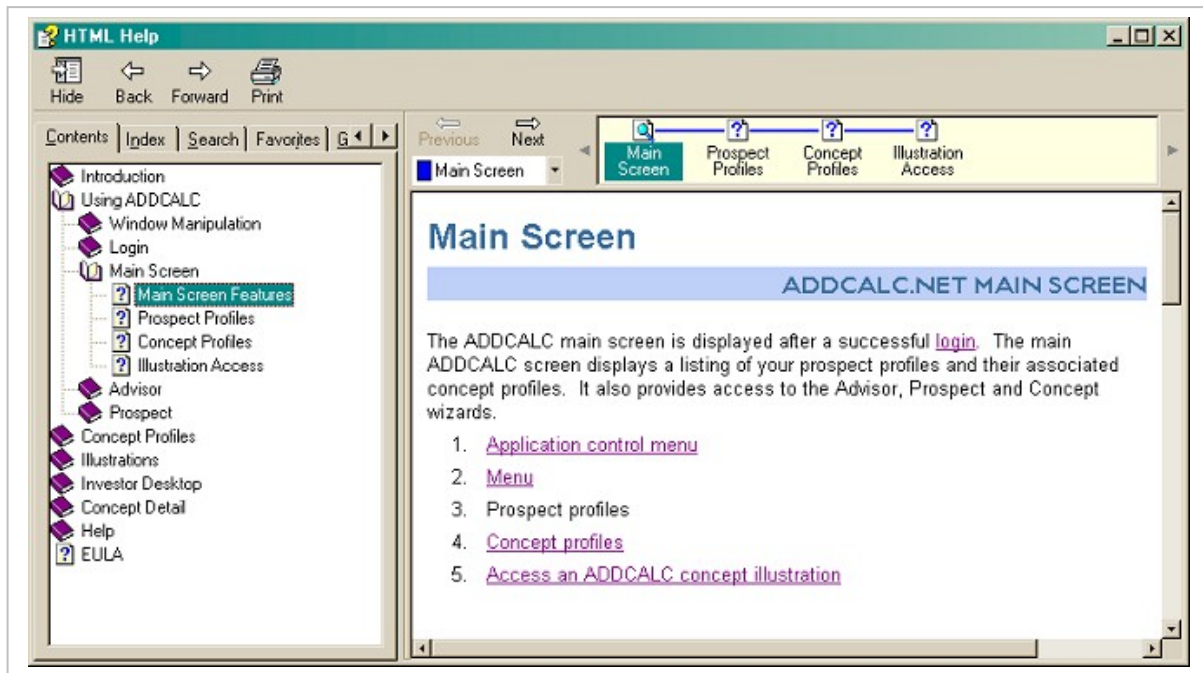 HTML Help
Hide Back Forward Print
Contents Index Search Favorites G
Introduction
Using ADDCALC
Window Manipulation
Login
Main Screen
Main Screen Features
Prospect Profiles
Concept Profiles
Illustration Access
Advisor
Prospect
Concept Profiles
Illustrations
Investor Desktop
Concept Detail
Help
EULA
Previous Next
Main Screen
Main Screen
Prospect Profiles
Concept Profiles
Illustration Access
Main Screen
ADDCALC.NET MAIN SCREEN
The ADDCALC main screen is displayed after a successful login. The main
ADDCALC screen displays a listing of your prospect profiles and their associated
concept profiles. It also provides access to the Advisor, Prospect and Concept
wizards.
1. Application control menu
2. Menu
3. Prospect profiles
4. Concept profiles
5. Access an ADDCALC concept illustration